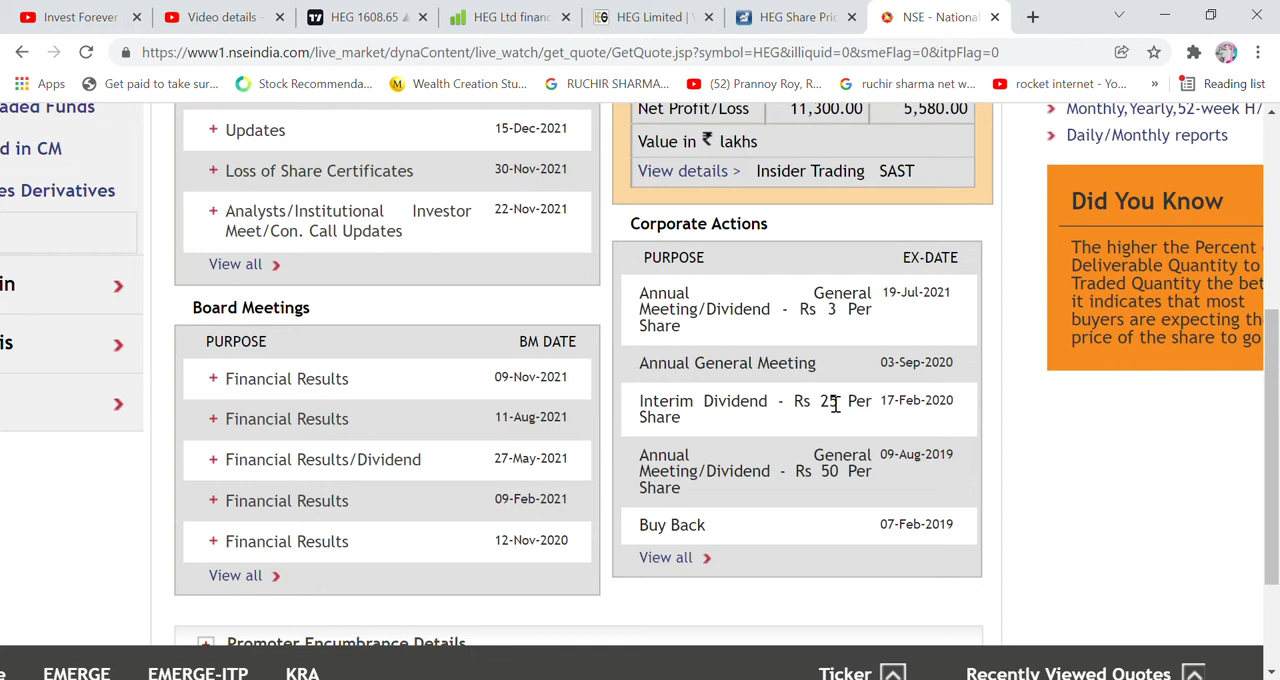 Invest Forever
Video details -
HEG 1608.65
HEG Ltd financ
HEG Limited |
HEG Share Pric
NSE - National
https://www1.nseindia.com/live_market/dynaContent/live_watch/get_quote/GetQuote.jsp?symbol=HEG&illiquid=0&smeFlag=0&itpFlag=0
Apps
Get paid to take sur...
Stock Recommenda...
Wealth Creation Stu...
RUCHIR SHARMA...
(52) Prannoy Roy, R...
ruchir sharma net w...
rocket internet - Yo...
»
Reading list
aded Funds
d in CM
es Derivatives
in
is
+ Updates 15-Dec-2021
+ Loss of Share Certificates 30-Nov-2021
+ Analysts/Institutional Investor 22-Nov-2021
Meet/Con. Call Updates
View all
Board Meetings
PURPOSE BM DATE
+ Financial Results 09-Nov-2021
+ Financial Results 11-Aug-2021
+ Financial Results/Dividend 27-May-2021
+ Financial Results 09-Feb-2021
+ Financial Results 12-Nov-2020
View all
Net Profit/Loss 11,300.00 5,580.00
Value in ₹ lakhs
View details > Insider Trading SAST
Corporate Actions
PURPOSE EX-DATE
Annual General 19-Jul-2021
Meeting/Dividend - Rs 3 Per
Share
Annual General Meeting 03-Sep-2020
Interim Dividend - Rs 25 Per 17-Feb-2020
Share
Annual General 09-Aug-2019
Meeting/Dividend - Rs 50 Per
Share
Buy Back 07-Feb-2019
View all
Monthly,Yearly,52-week H/
Daily/Monthly reports
Did You Know
The higher the Percent
Deliverable Quantity to
Traded Quantity the bet
it indicates that most
buyers are expecting th
price of the share to go
Promoter Encumbrance Details
e
EMERGE
EMERGE-ITP
KRA
Ticker
Recently Viewed Quotes